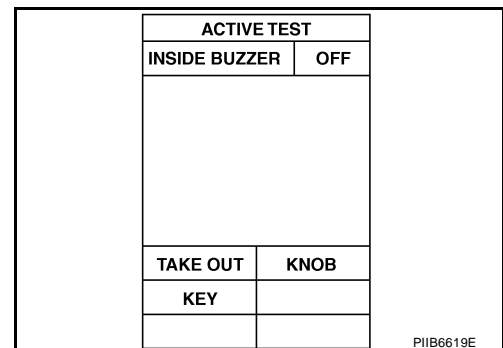 ACTIVE TEST
INSIDE BUZZER OFF
TAKE OUT KNOB
KEY
PIIB6619E